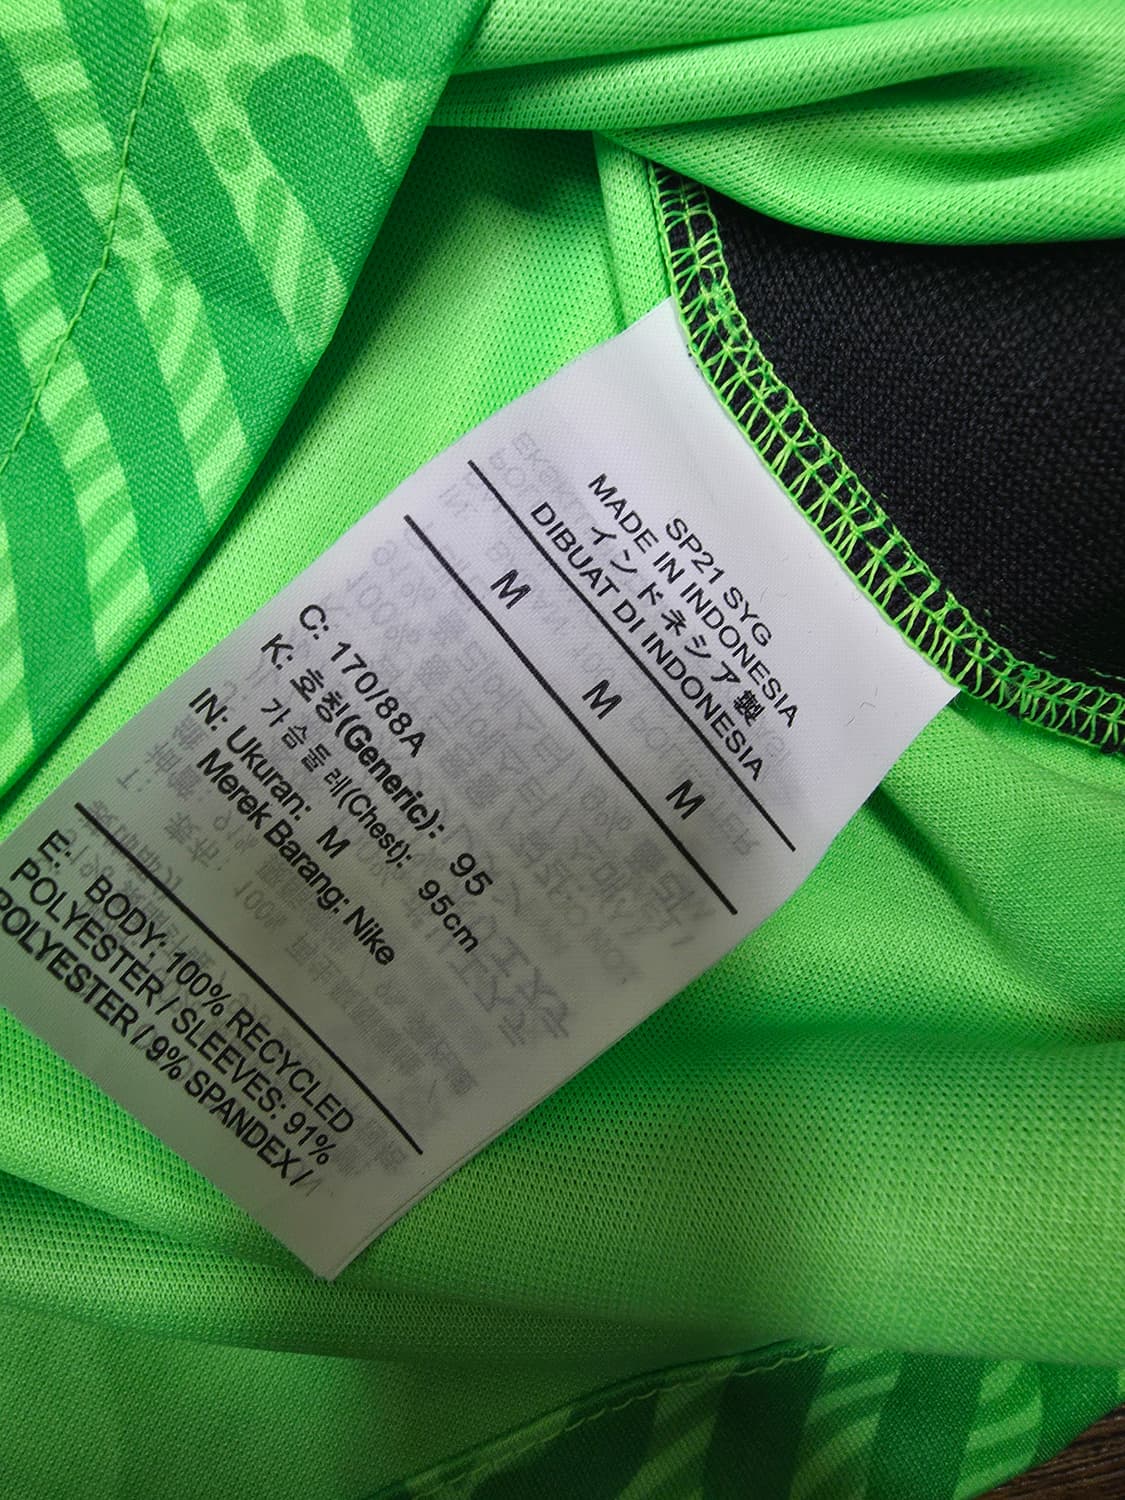 SP21 SYG
MADE IN INDONESIA
インドネシア製
DIBUAT DI INDONESIA
M M M
C: 170/88A
K: 호칭(Generic): 95
가슴둘레(Chest): 95cm
IN: Ukuran: M
Merek Barang: Nike
E: BODY: 100% RECYCLED
POLYESTER / SLEEVES: 91%
POLYESTER / 9% SPANDEX /